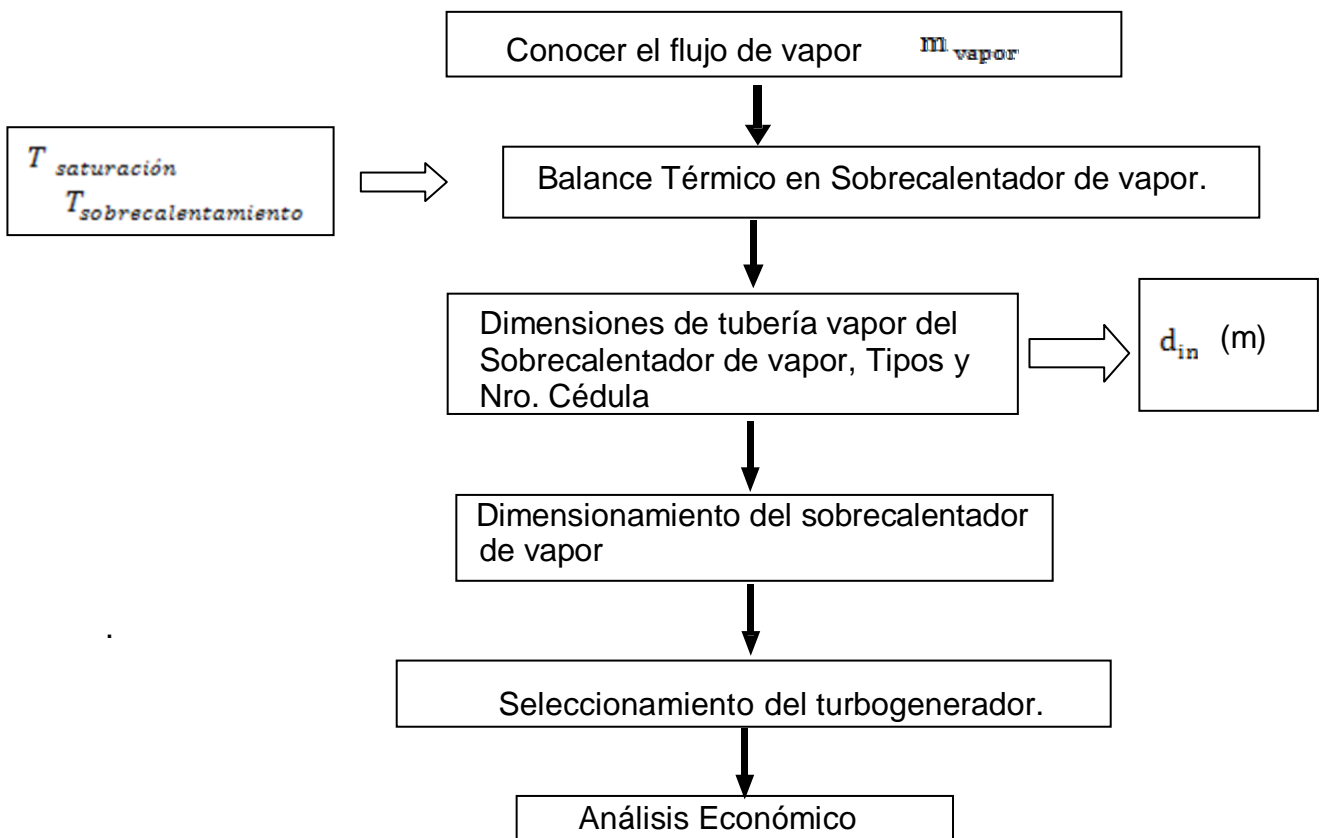 Conocer el flujo de vapor m vapor
T saturación
T sobrecalentamiento
Balance Térmico en Sobrecalentador de vapor.
Dimensiones de tubería vapor del
Sobrecalentador de vapor, Tipos y
Nro. Cédula
d in (m)
Dimensionamiento del sobrecalentador
de vapor
.
Seleccionamiento del turbogenerador.
Análisis Económico